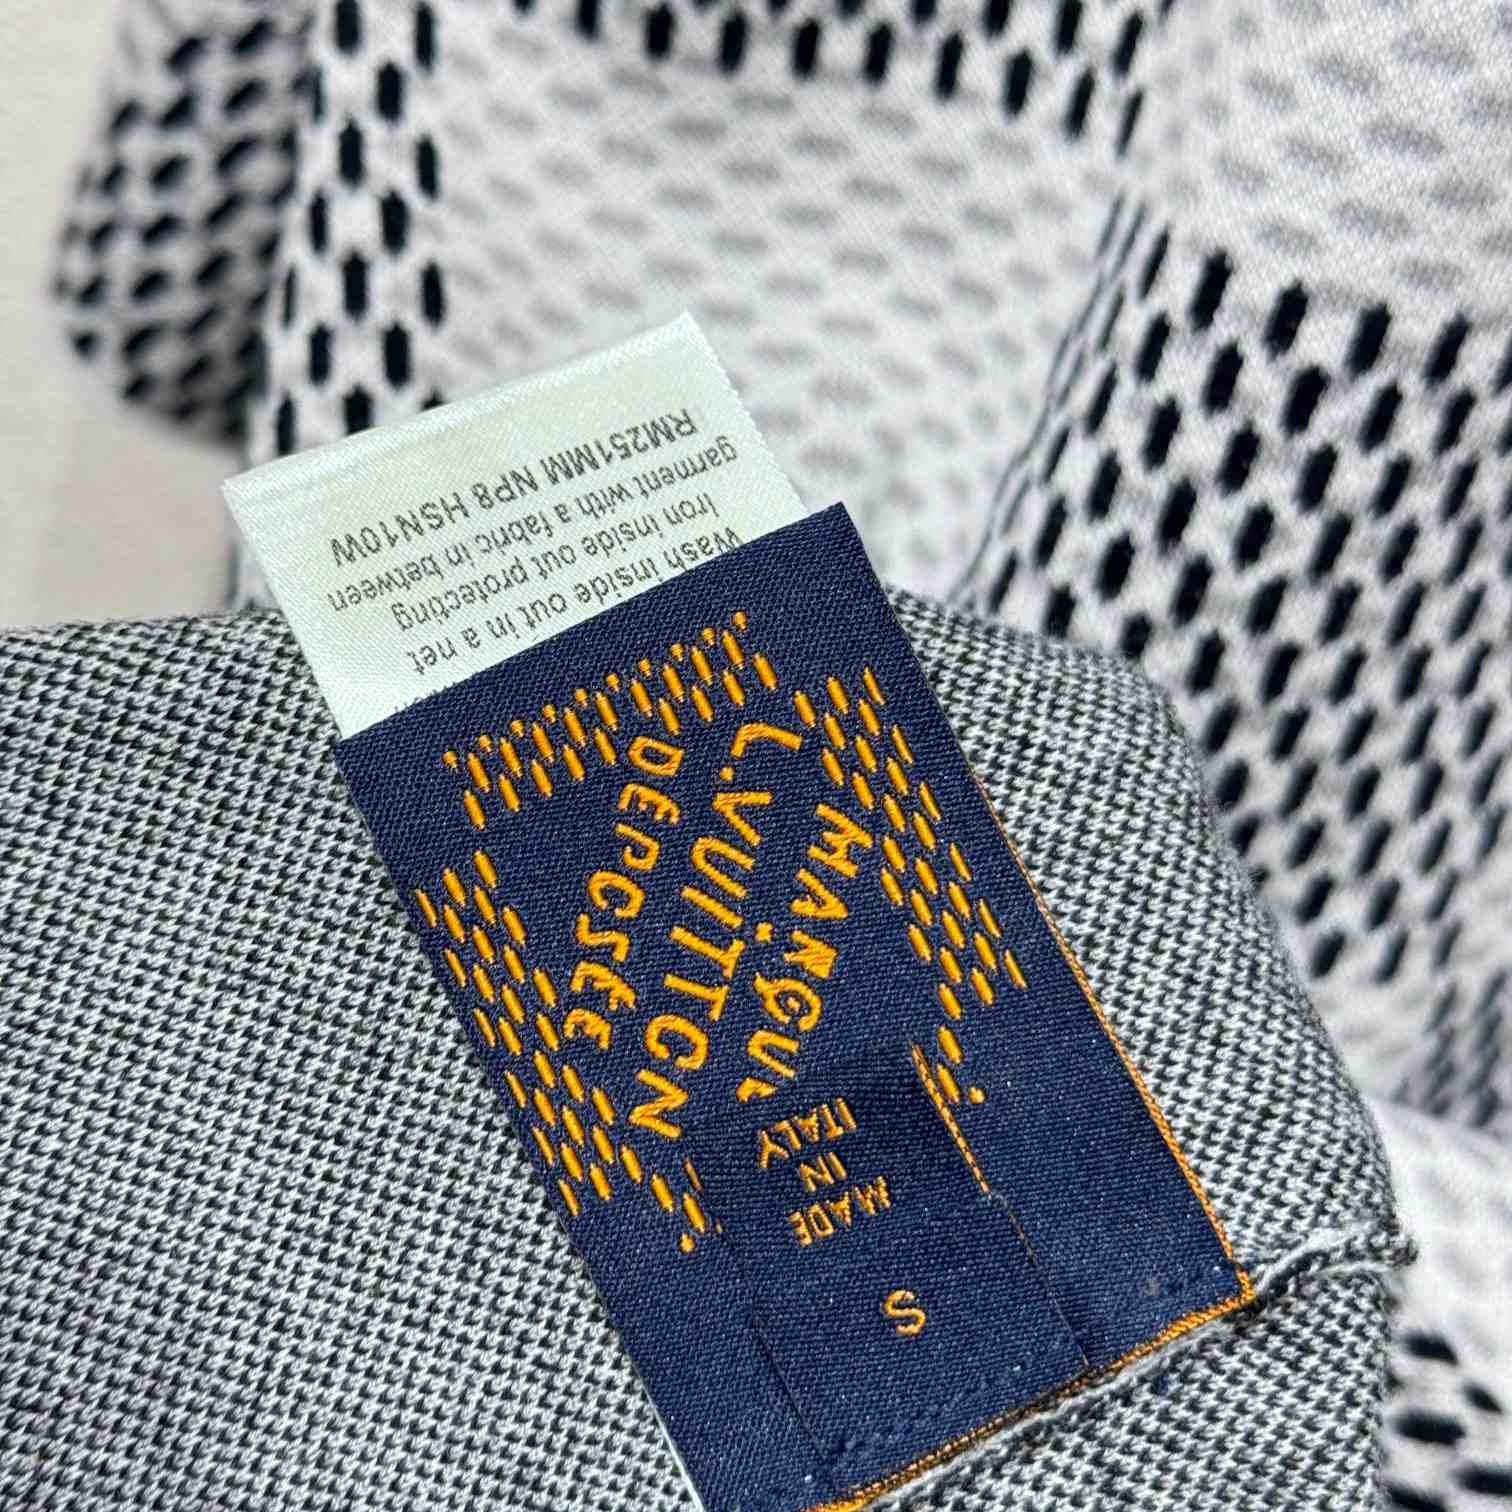 S
MADE
IN
ITALY
MARQUE
L.VUITTON
DEPOSEE
Wash inside out in a net
Iron inside out protecting
garment with a fabric in between
RM251MM NP8 HSN10W